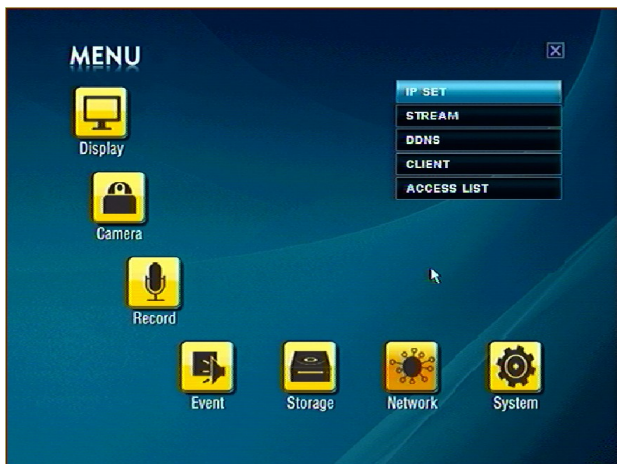 MENU
IP SET
STREAM
DDNS
CLIENT
ACCESS LIST
Display
Camera
Record
Event
Storage
Network
System